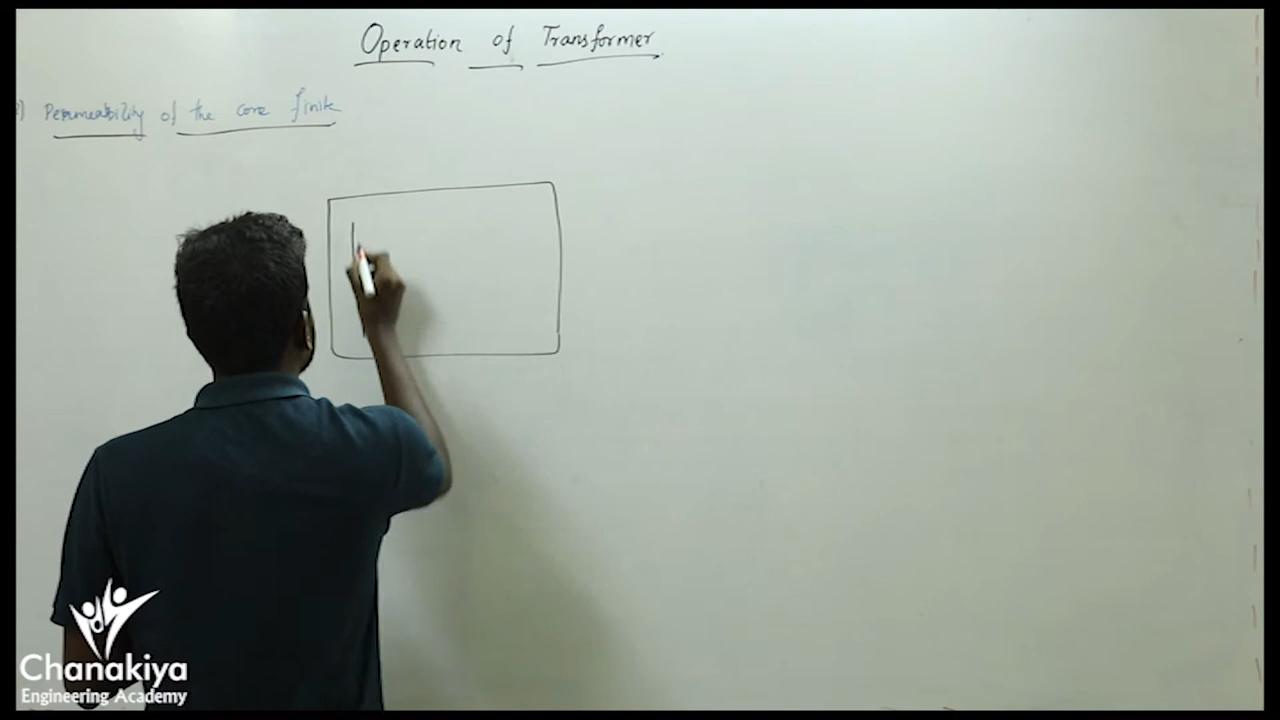 Operation of Transformer
) Permeability of the core finite
Chanakiya
Engineering Academy